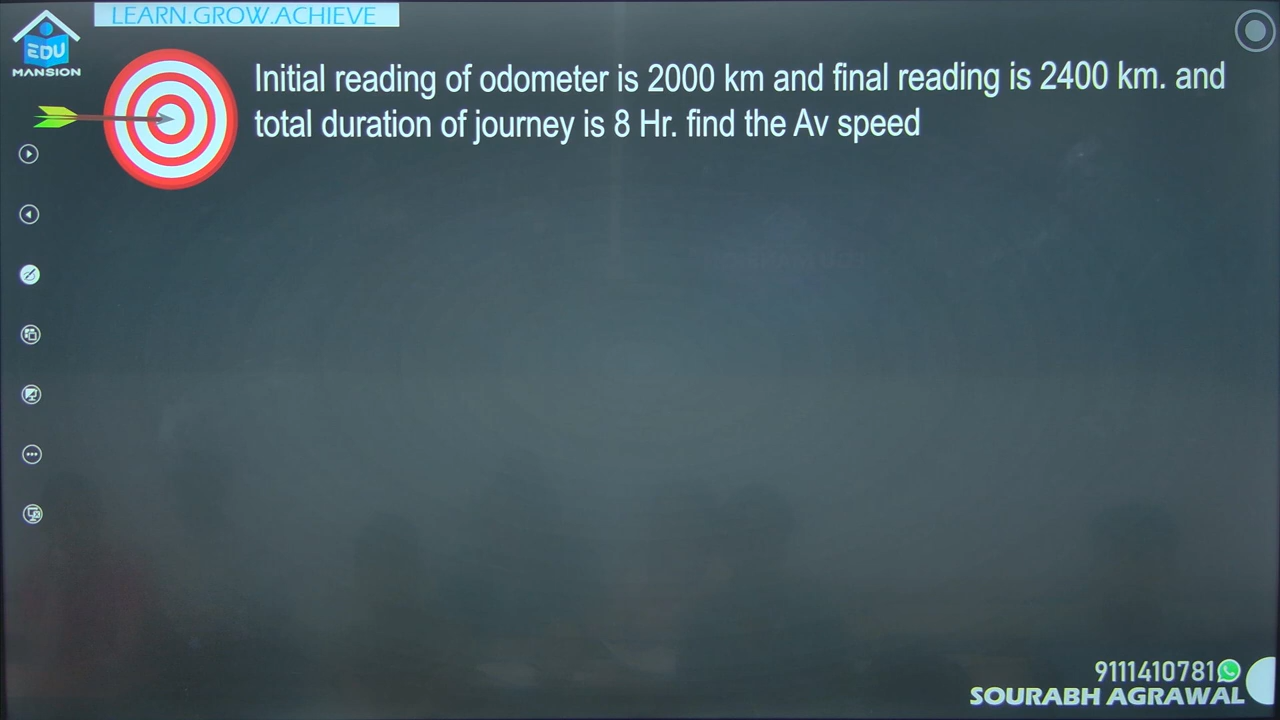 LEARN.GROW.ACHIEVE
EDU
MANSION
Initial reading of odometer is 2000 km and final reading is 2400 km. and
total duration of journey is 8 Hr. find the Av speed
9111410781
SOURABH AGRAWAL